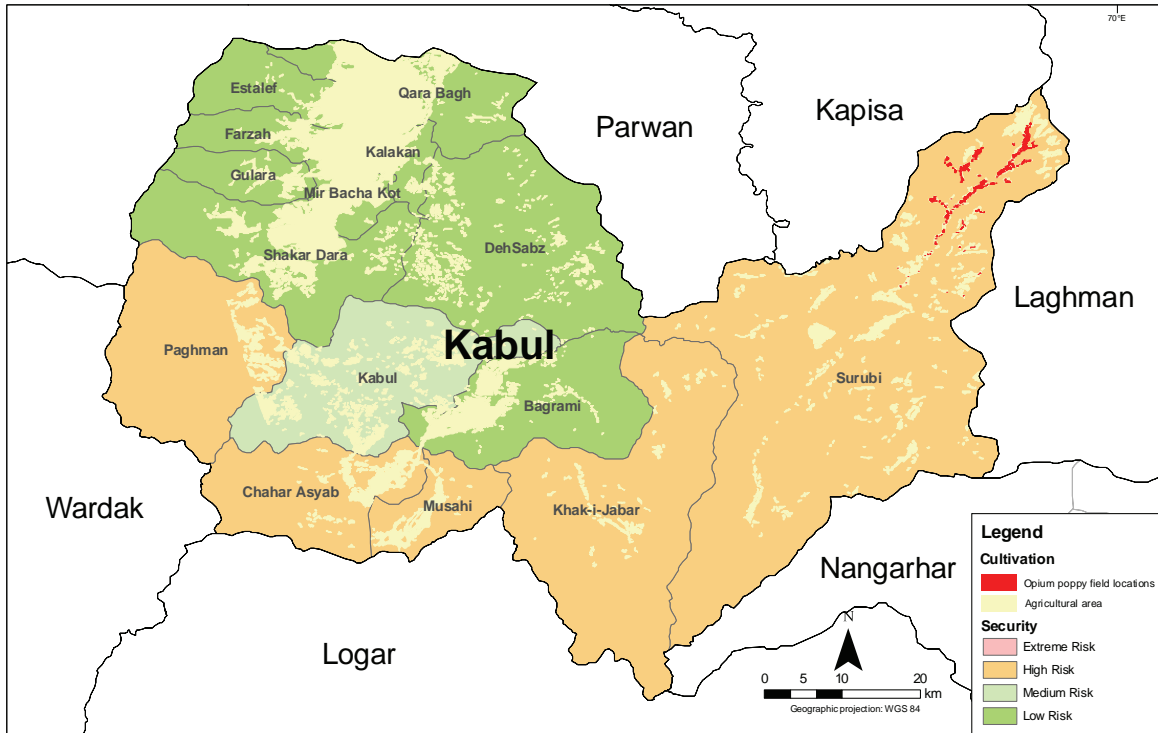 70°E
Estalef
Qara Bagh
Kapisa
Parwan
Farzah
Kalakan
Gulara
Mir Bacha Kot
DehSabz
Shakar Dara
Laghman
Kabul
Paghman
Kabul
Surubi
Bagrami
Chahar Asyab
Musahi
Khak-i-Jabar
Wardak
Nangarhar
Logar
N
0 5 10 20
km
Geographic projection: WGS 84
Legend
Cultivation
Opium poppy field locations
Agricultural area
Security
Extreme Risk
High Risk
Medium Risk
Low Risk